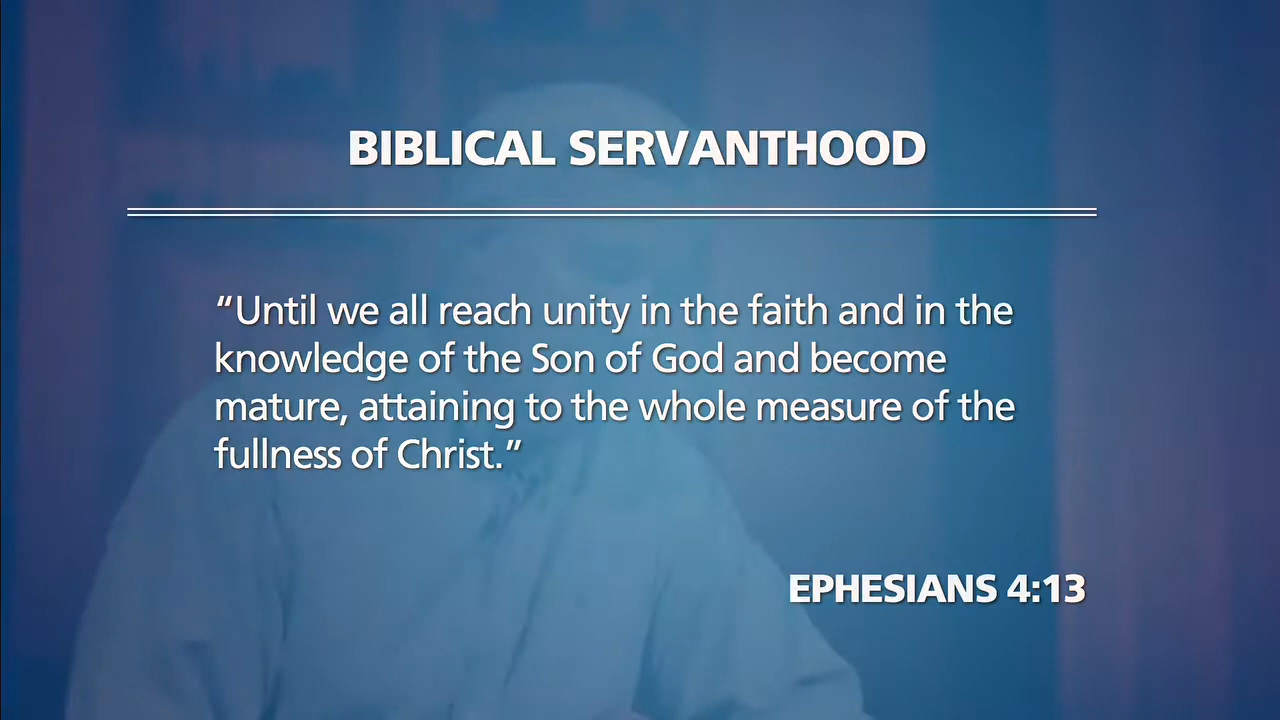 BIBLICAL SERVANTHOOD
“Until we all reach unity in the faith and in the
knowledge of the Son of God and become
mature, attaining to the whole measure of the
fullness of Christ.”
EPHESIANS 4:13